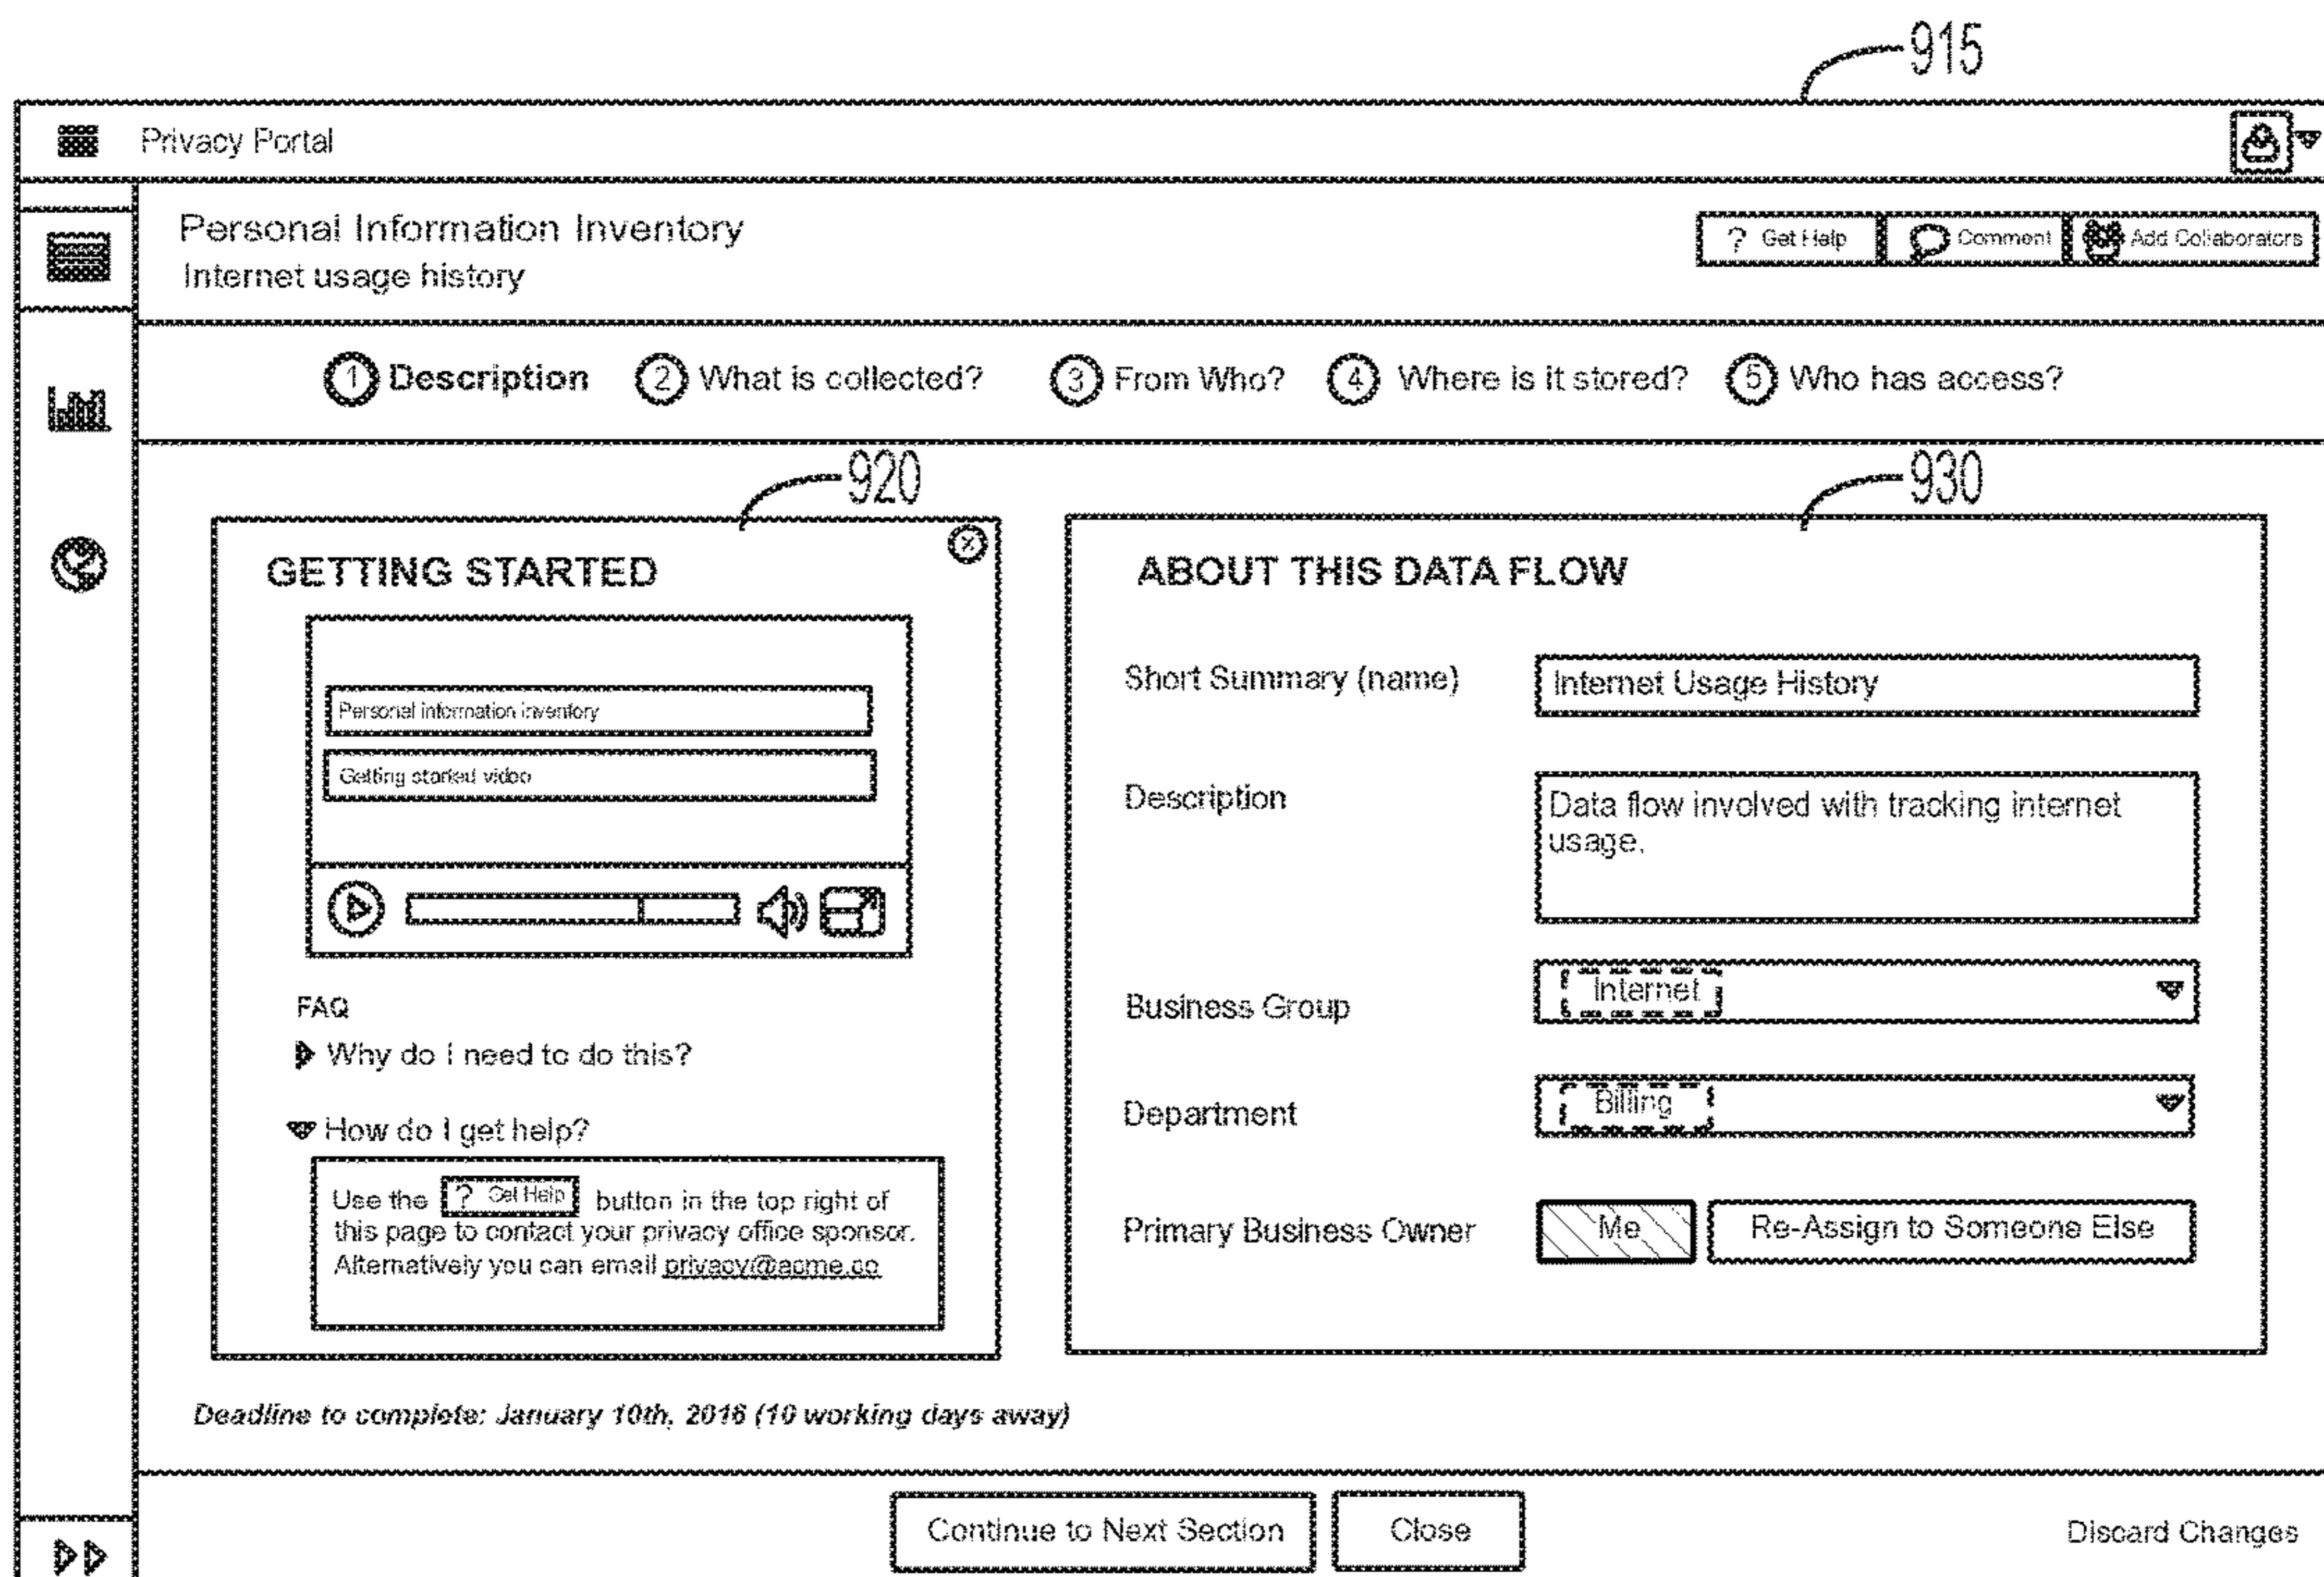 915
Privacy Portal
Personal Information Inventory
Internet usage history
? Get Help Comment Add Collaborators
1 Description 2 What is collected? 3 From Who? 4 Where is it stored? 5 Who has access?
920
930
GETTING STARTED
Personal information inventory
Getting started video
FAQ
Why do I need to do this?
How do I get help?
Use the ? Get Help button in the top right of
this page to contact your privacy office sponsor.
Alternatively you can email privacy@acme.co
ABOUT THIS DATA FLOW
Short Summary (name) Internet Usage History
Description Data flow involved with tracking internet
usage.
Business Group Internet
Department Billing
Primary Business Owner Me Re-Assign to Someone Else
Deadline to complete: January 10th, 2016 (10 working days away)
Continue to Next Section Close Discard Changes